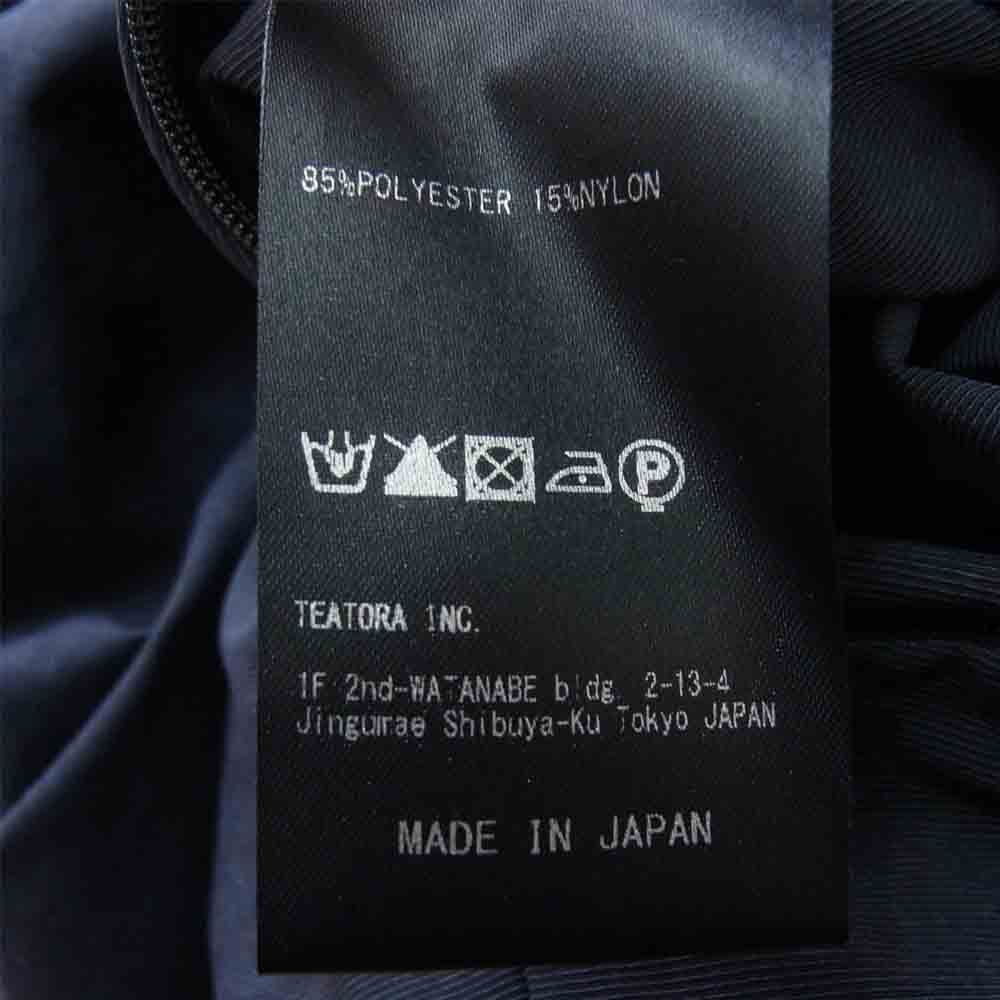 85%POLYESTER 15%NYLON
P
TEATORA INC.
1F 2nd-WATANABE bldg. 2-13-4
Jingumae Shibuya-Ku Tokyo JAPAN
MADE IN JAPAN